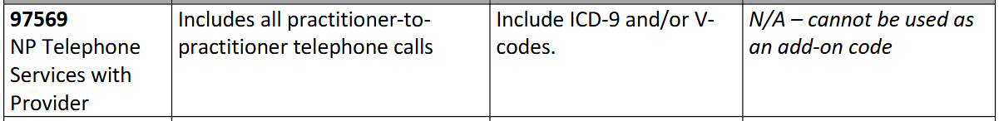 97569
NP Telephone
Services with
Provider
Includes all practitioner-to-
practitioner telephone calls
Include ICD-9 and/or V-
codes.
N/A – cannot be used as
an add-on code